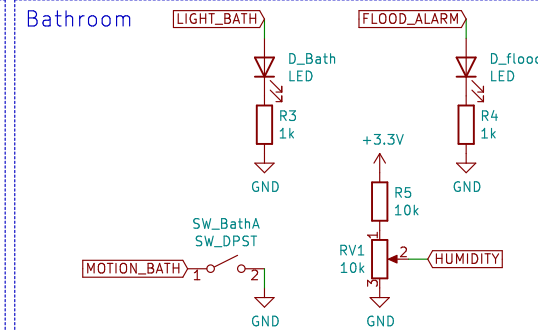 Bathroom
LIGHT_BATH
FLOOD_ALARM
D_Bath
LED
D_flood
LED
R3
1k
R4
1k
GND
GND
+3.3V
R5
10k
SW_BathA
SW_DPST
MOTION_BATH
1
2
GND
RV1
10k
1
2
3
HUMIDITY
GND